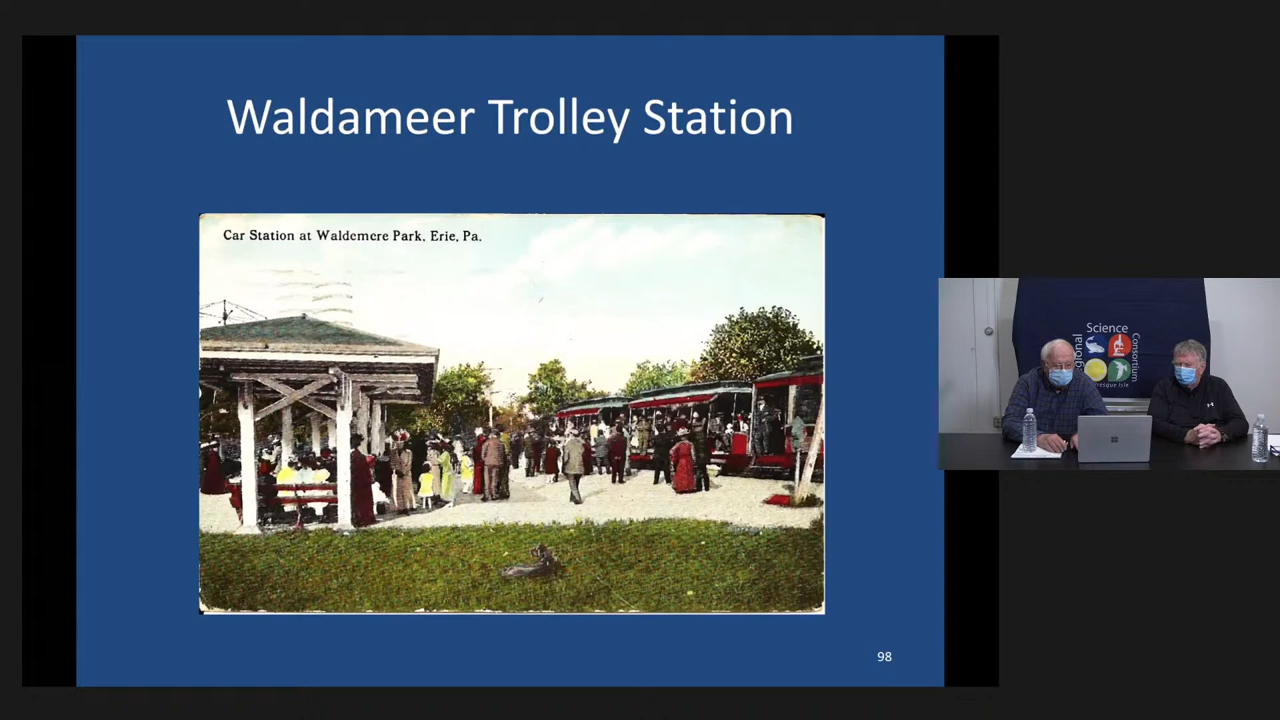 Waldameer Trolley Station
Car Station at Waldemere Park, Erie, Pa.
98
Science
Consortium